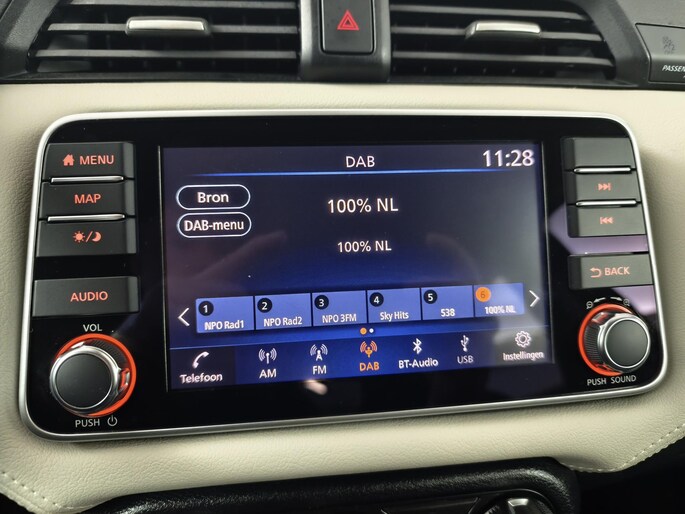 PASSEN
MENU
MAP
AUDIO
VOL
PUSH
DAB
11:28
Bron
100% NL
DAB-menu
100% NL
1 NPO Rad1
2 NPO Rad2
3 NPO 3FM
4 Sky Hits
5 538
6 100% NL
Telefoon
AM
FM
DAB
BT-Audio
USB
Instellingen
BACK
PUSH SOUND